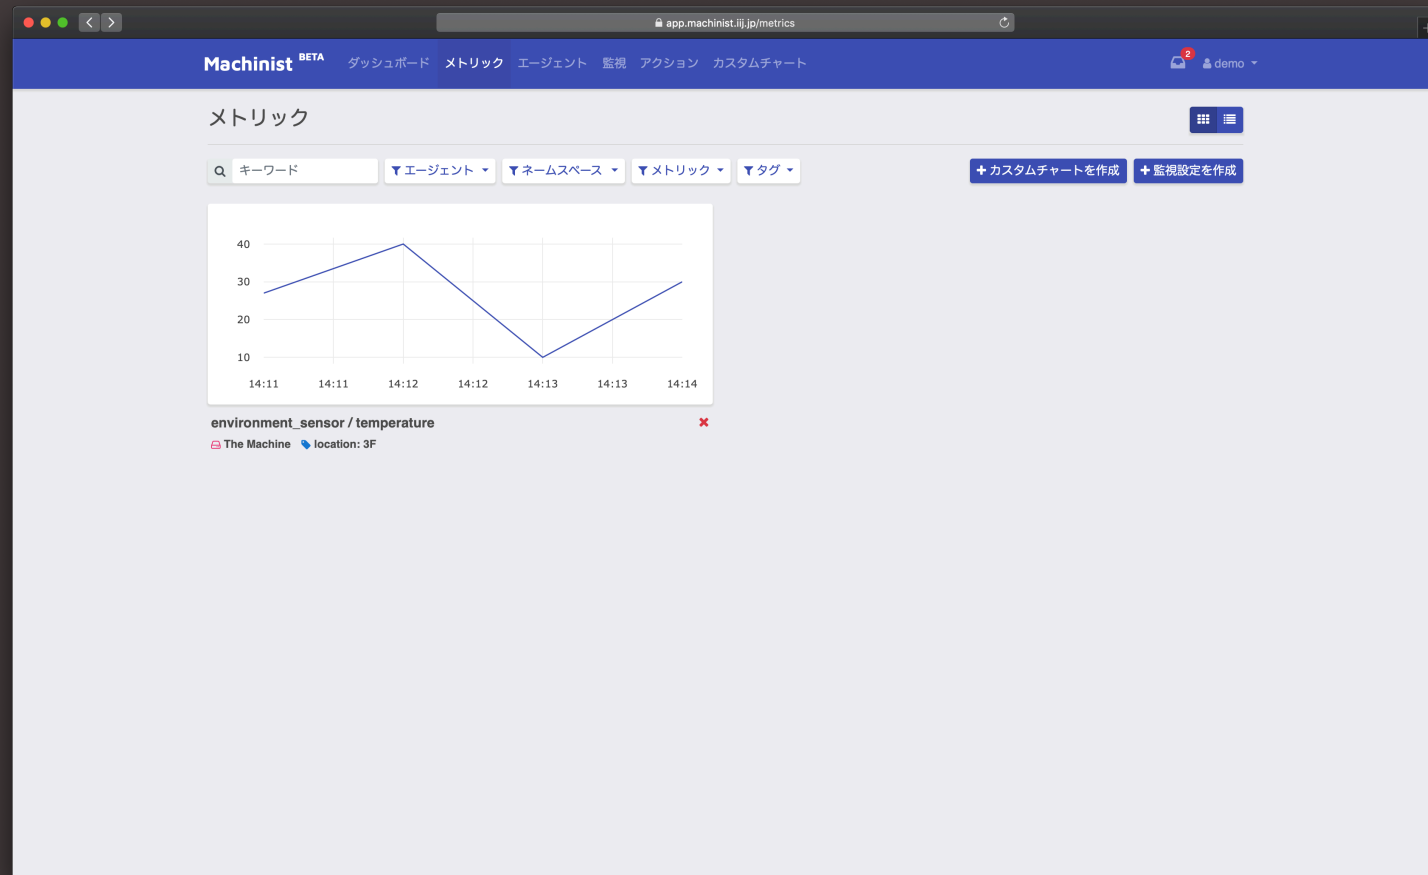 app.machinist.iij.jp/metrics
Machinist BETA ダッシュボード メトリック エージェント 監視 アクション カスタムチャート 2 demo
メトリック
キーワード エージェント ネームスペース メトリック タグ カスタムチャートを作成 監視設定を作成
40
30
20
10
14:11 14:11 14:12 14:12 14:13 14:13 14:14
environment_sensor / temperature
The Machine location: 3F